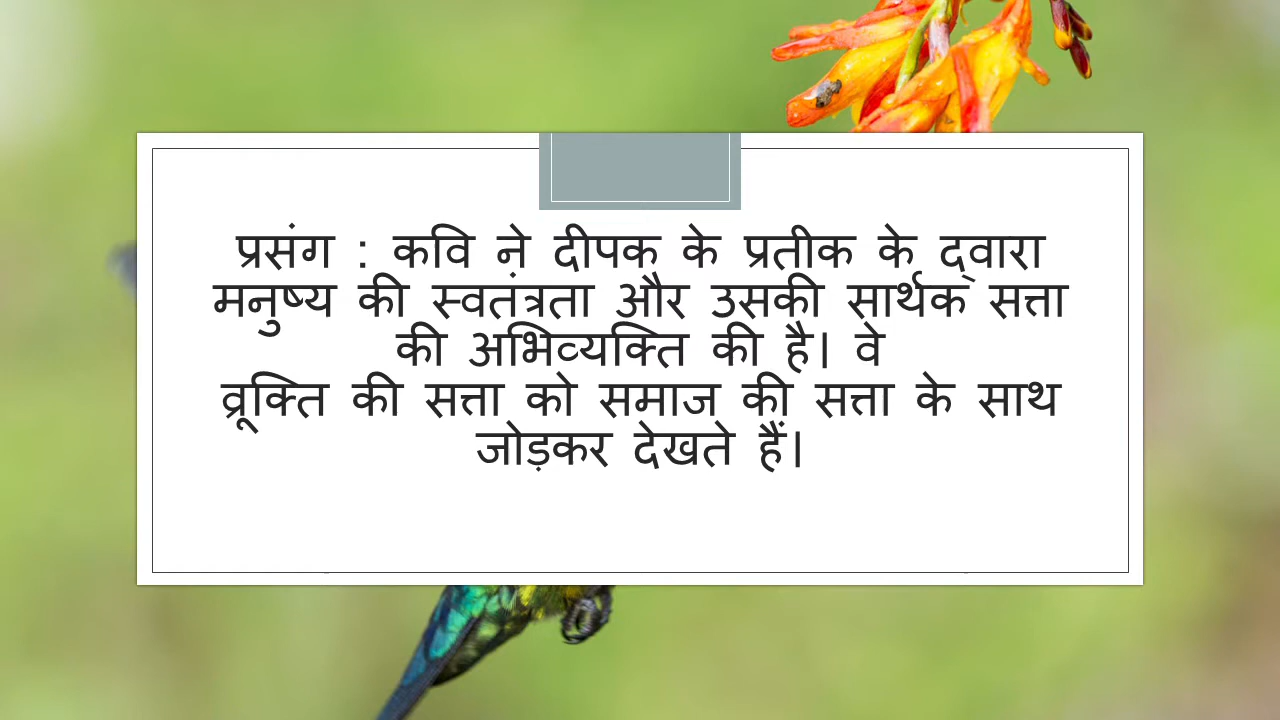 प्रसंग : कवि ने दीपक के प्रतीक के द्वारा
मनुष्य की स्वतंत्रता और उसकी सार्थक सत्ता
की अभिव्यक्ति की है। वे
व्रूक्ति की सत्ता को समाज की सत्ता के साथ
जोड़कर देखते हैं।